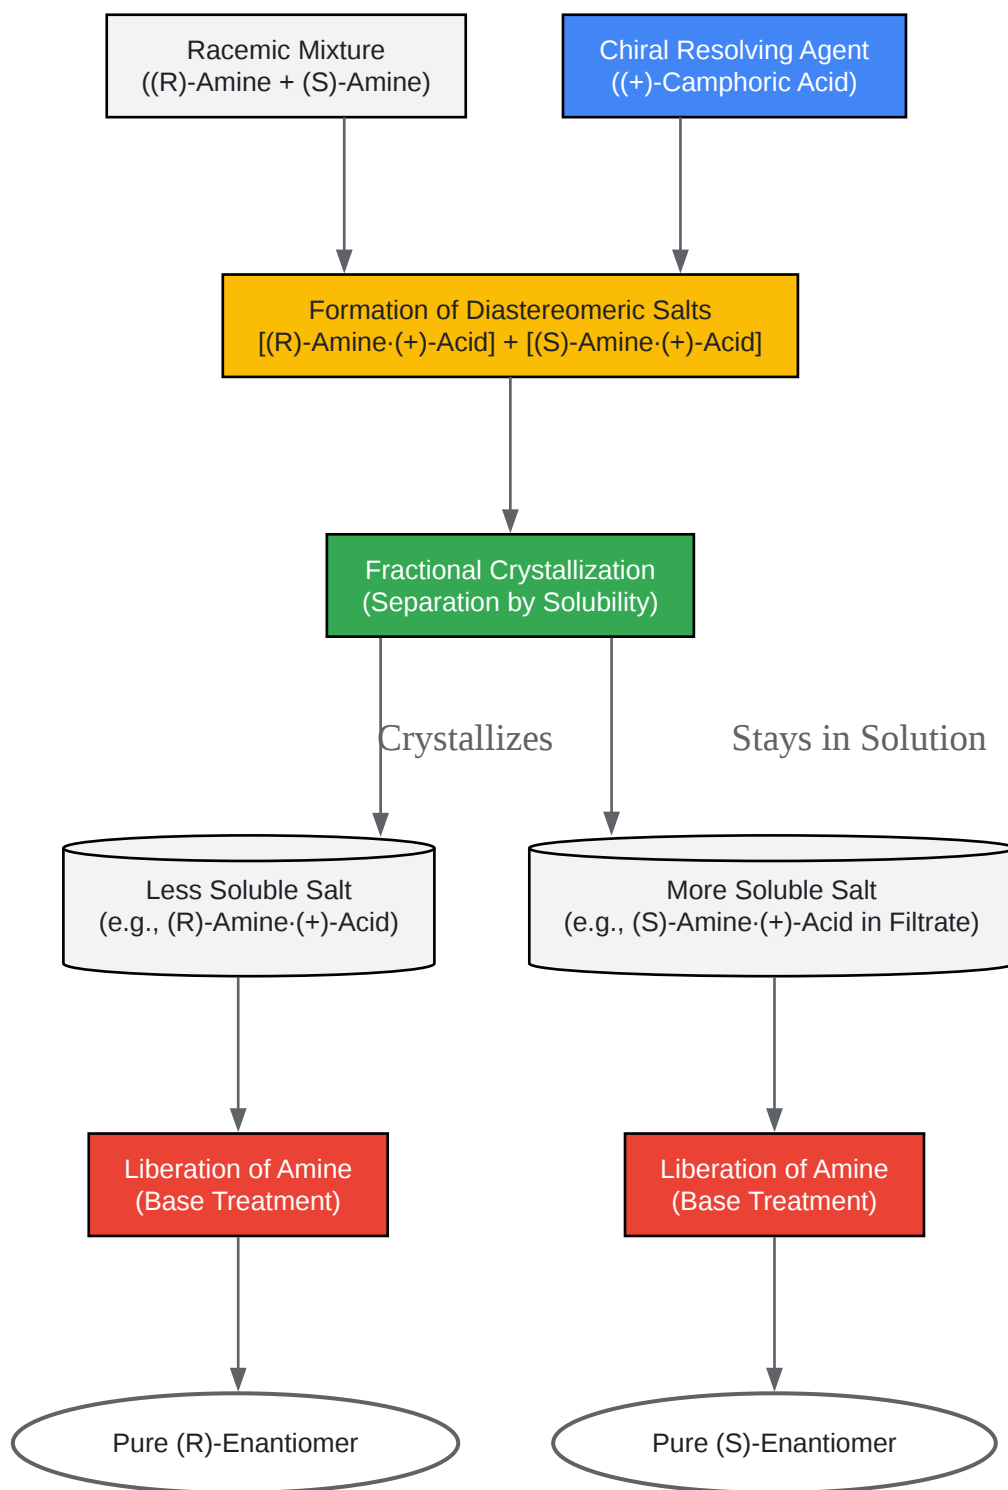 Racemic Mixture
((R)-Amine + (S)-Amine)
Chiral Resolving Agent
((+)-Camphoric Acid)
Formation of Diastereomeric Salts
[(R)-Amine·(+)-Acid] + [(S)-Amine·(+)-Acid]
Fractional Crystallization
(Separation by Solubility)
Crystallizes
Stays in Solution
Less Soluble Salt
(e.g., (R)-Amine·(+)-Acid)
More Soluble Salt
(e.g., (S)-Amine·(+)-Acid in Filtrate)
Liberation of Amine
(Base Treatment)
Liberation of Amine
(Base Treatment)
Pure (R)-Enantiomer
Pure (S)-Enantiomer